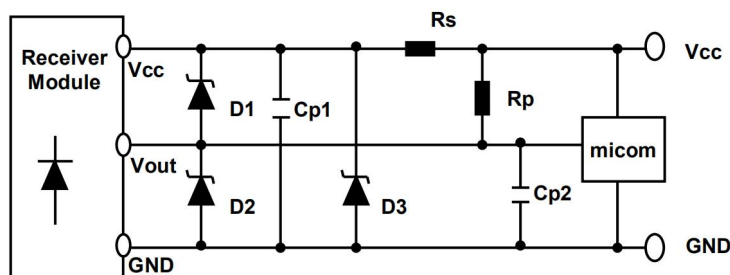 Rs
Receiver
Module
Vcc
Vcc
D1
Cp1
Rp
Vout
micom
D2
D3
Cp2
GND
GND